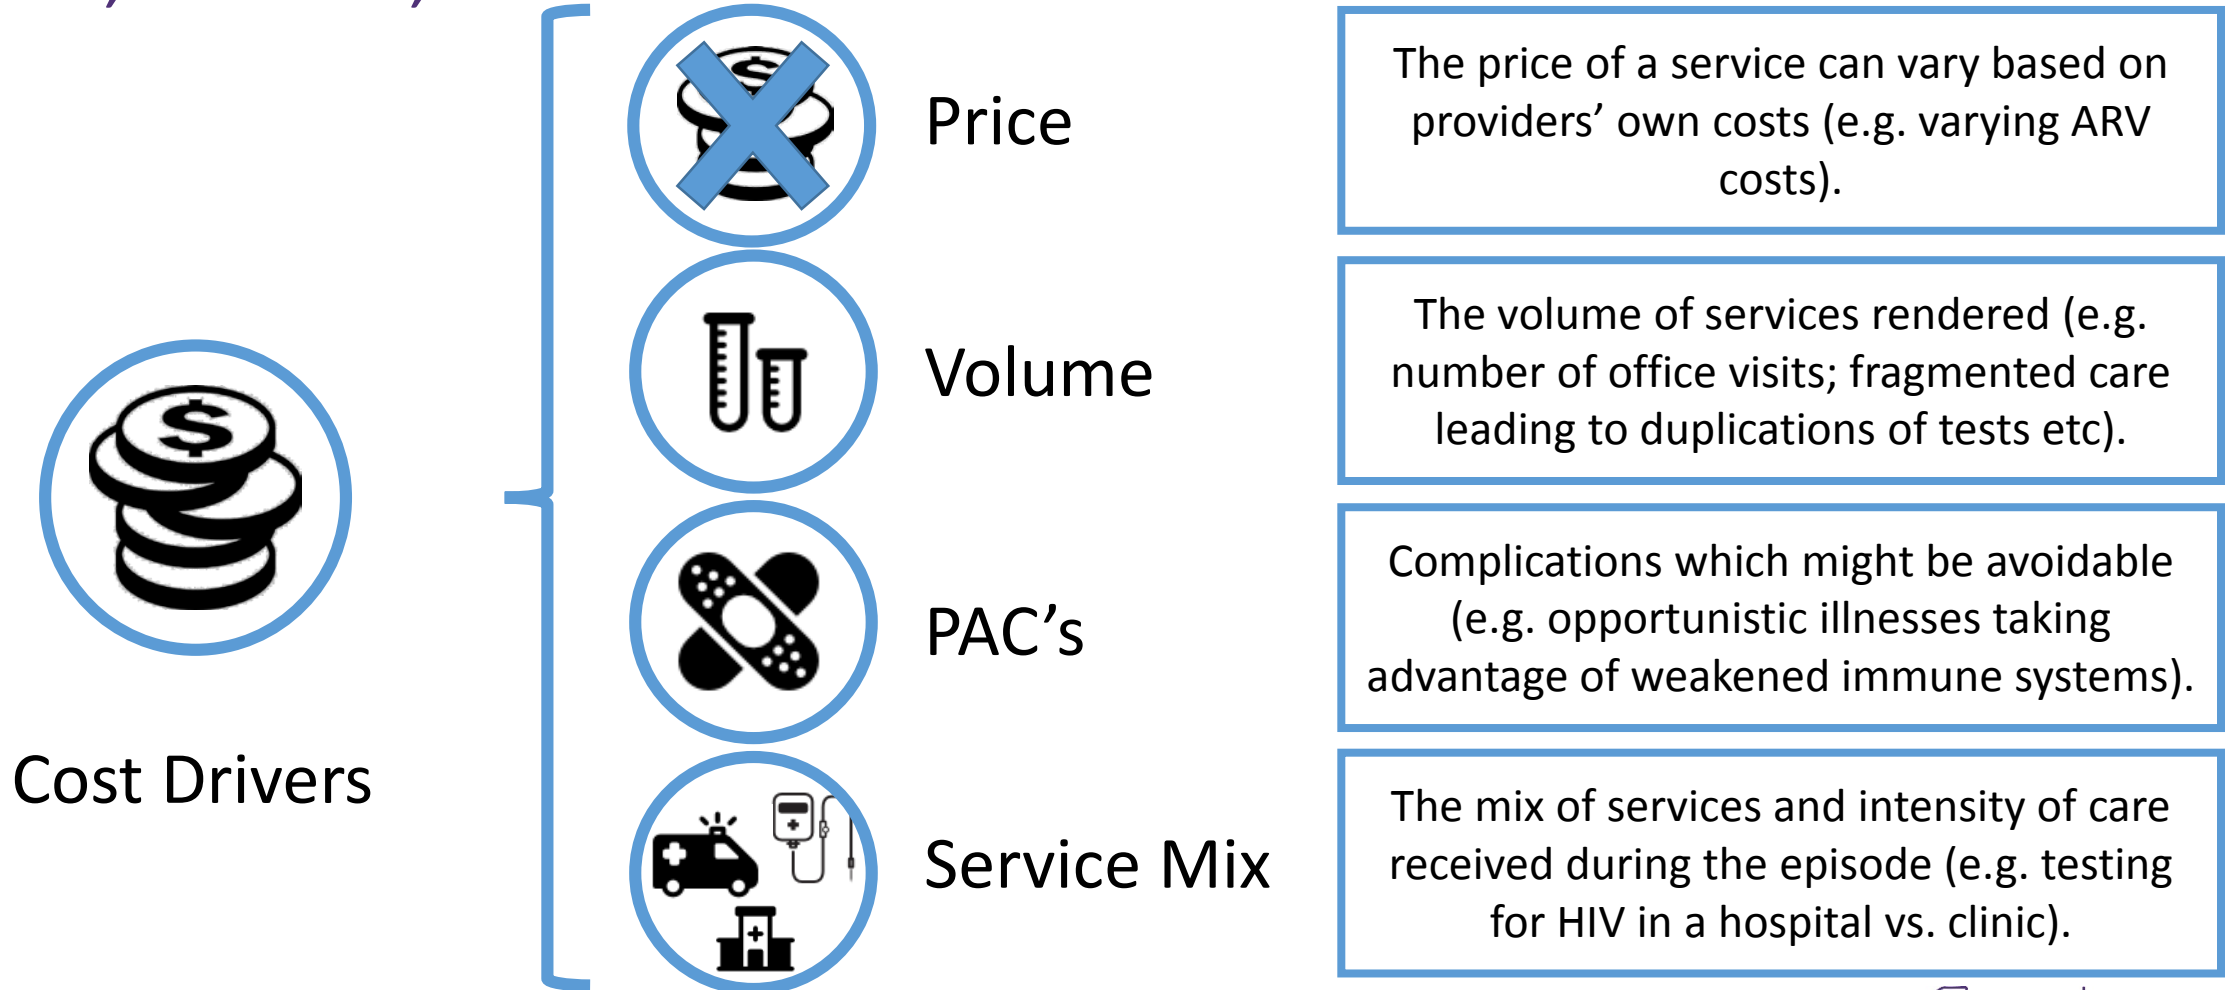 Price
The price of a service can vary based on
providers’ own costs (e.g. varying ARV
costs).
Volume
The volume of services rendered (e.g.
number of office visits; fragmented care
leading to duplications of tests etc).
PAC’s
Complications which might be avoidable
(e.g. opportunistic illnesses taking
advantage of weakened immune systems).
Cost Drivers
Service Mix
The mix of services and intensity of care
received during the episode (e.g. testing
for HIV in a hospital vs. clinic).